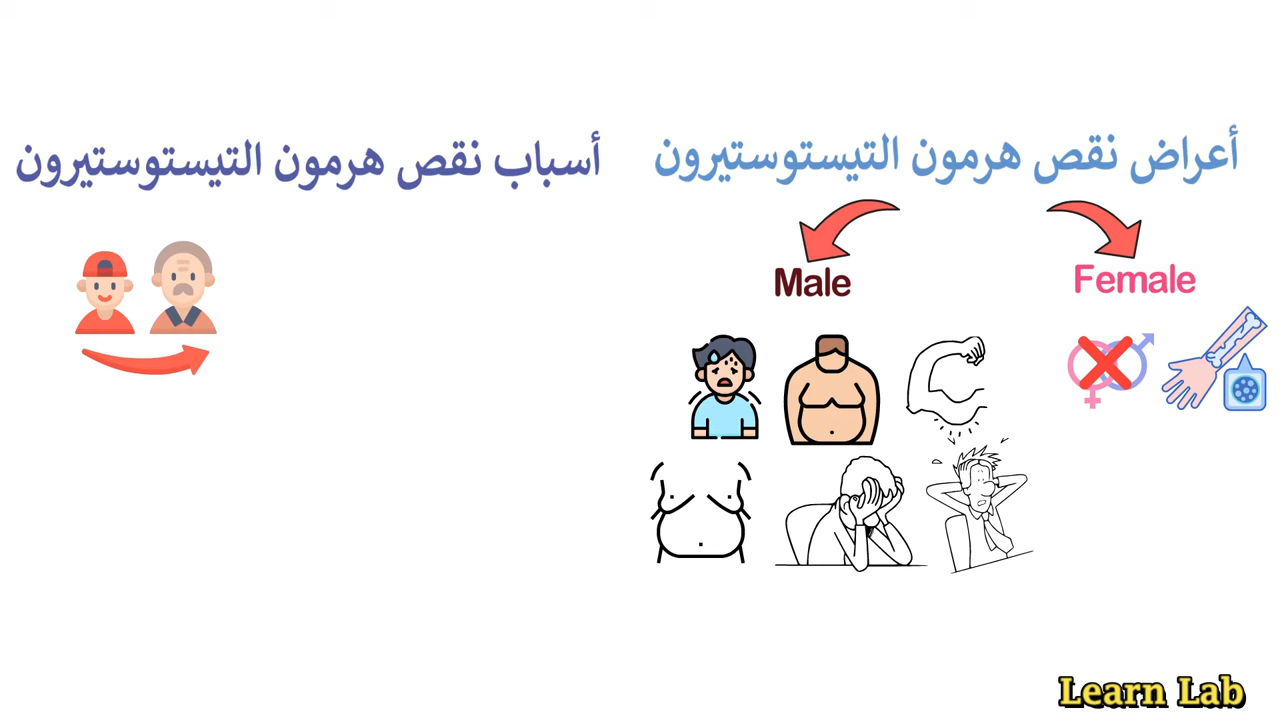 أعراض نقص هرمون التيستوستيرون
أسباب نقص هرمون التيستوستيرون
Male
Female
Learn Lab